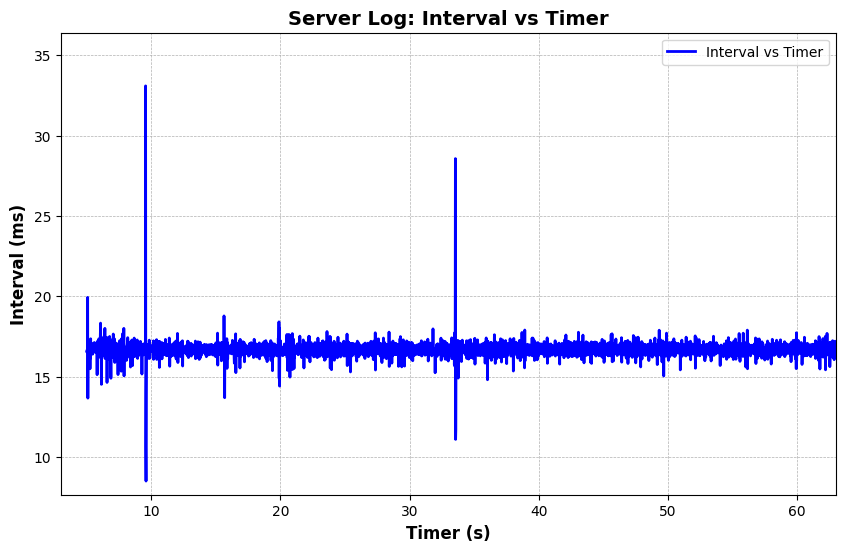 Server Log: Interval vs Timer
Interval vs Timer
35
30
25
20
15
10
Interval (ms)
10 20 30 40 50 60
Timer (s)